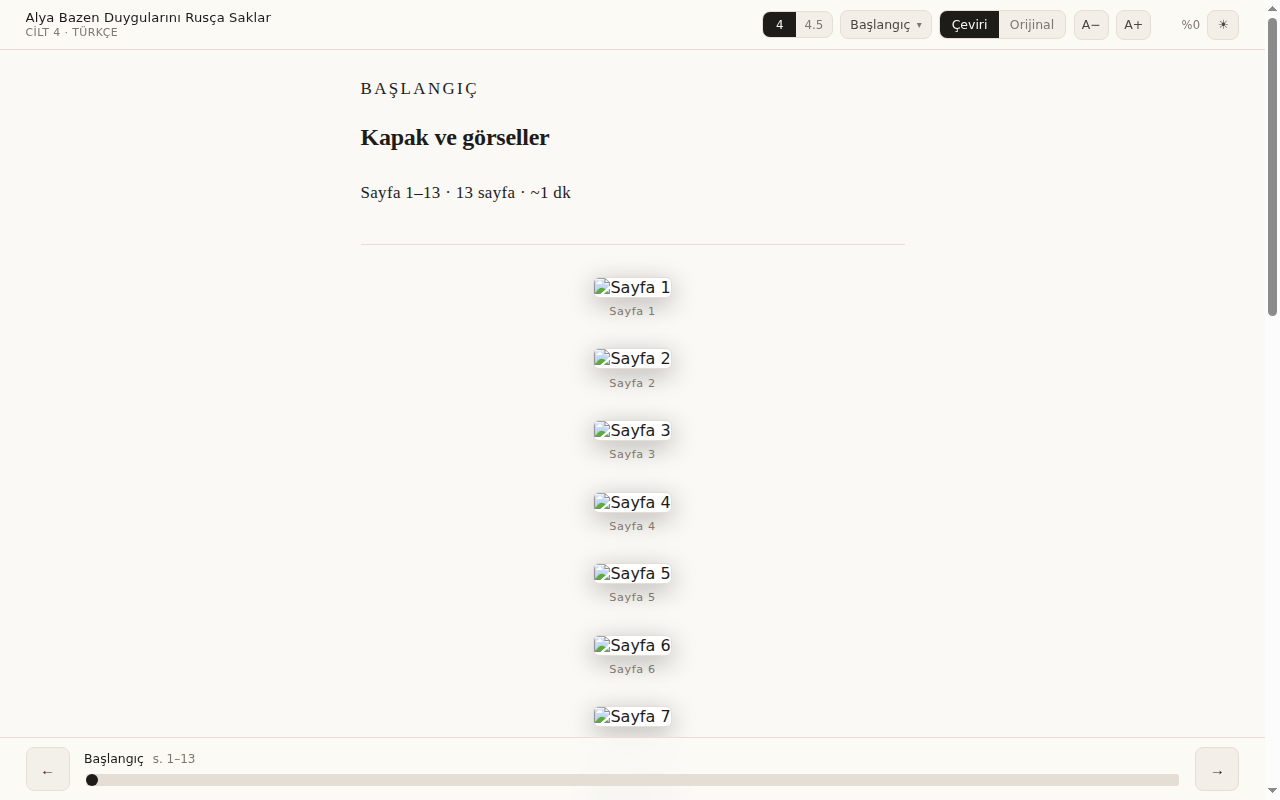 Alya Bazen Duygularını Rusça Saklar
CİLT 4 · TÜRKÇE
4 4.5 Başlangıç ▾ Çeviri Orijinal A− A+ %0 ☀
BAŞLANGIÇ
Kapak ve görseller
Sayfa 1–13 · 13 sayfa · ~1 dk
Sayfa 1
Sayfa 1
Sayfa 2
Sayfa 2
Sayfa 3
Sayfa 3
Sayfa 4
Sayfa 4
Sayfa 5
Sayfa 5
Sayfa 6
Sayfa 6
Sayfa 7
← Başlangıç s. 1–13 →